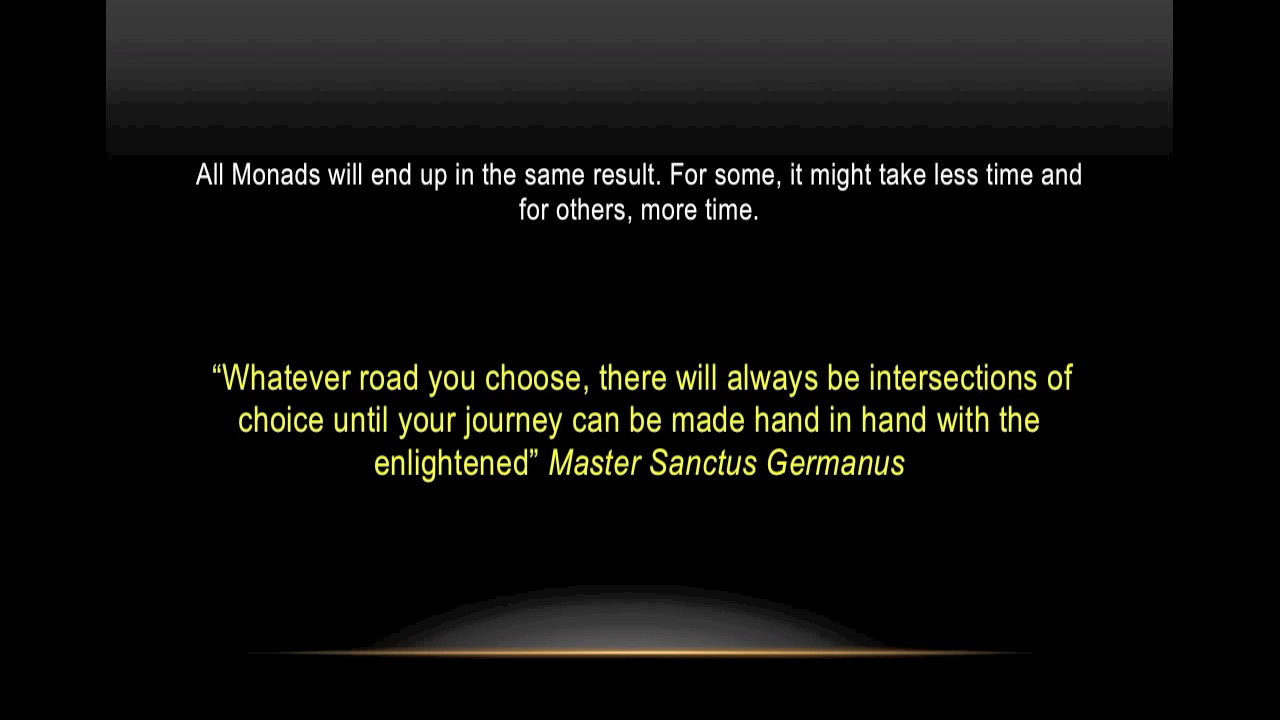 All Monads will end up in the same result. For some, it might take less time and
for others, more time.
“Whatever road you choose, there will always be intersections of
choice until your journey can be made hand in hand with the
enlightened” Master Sanctus Germanus